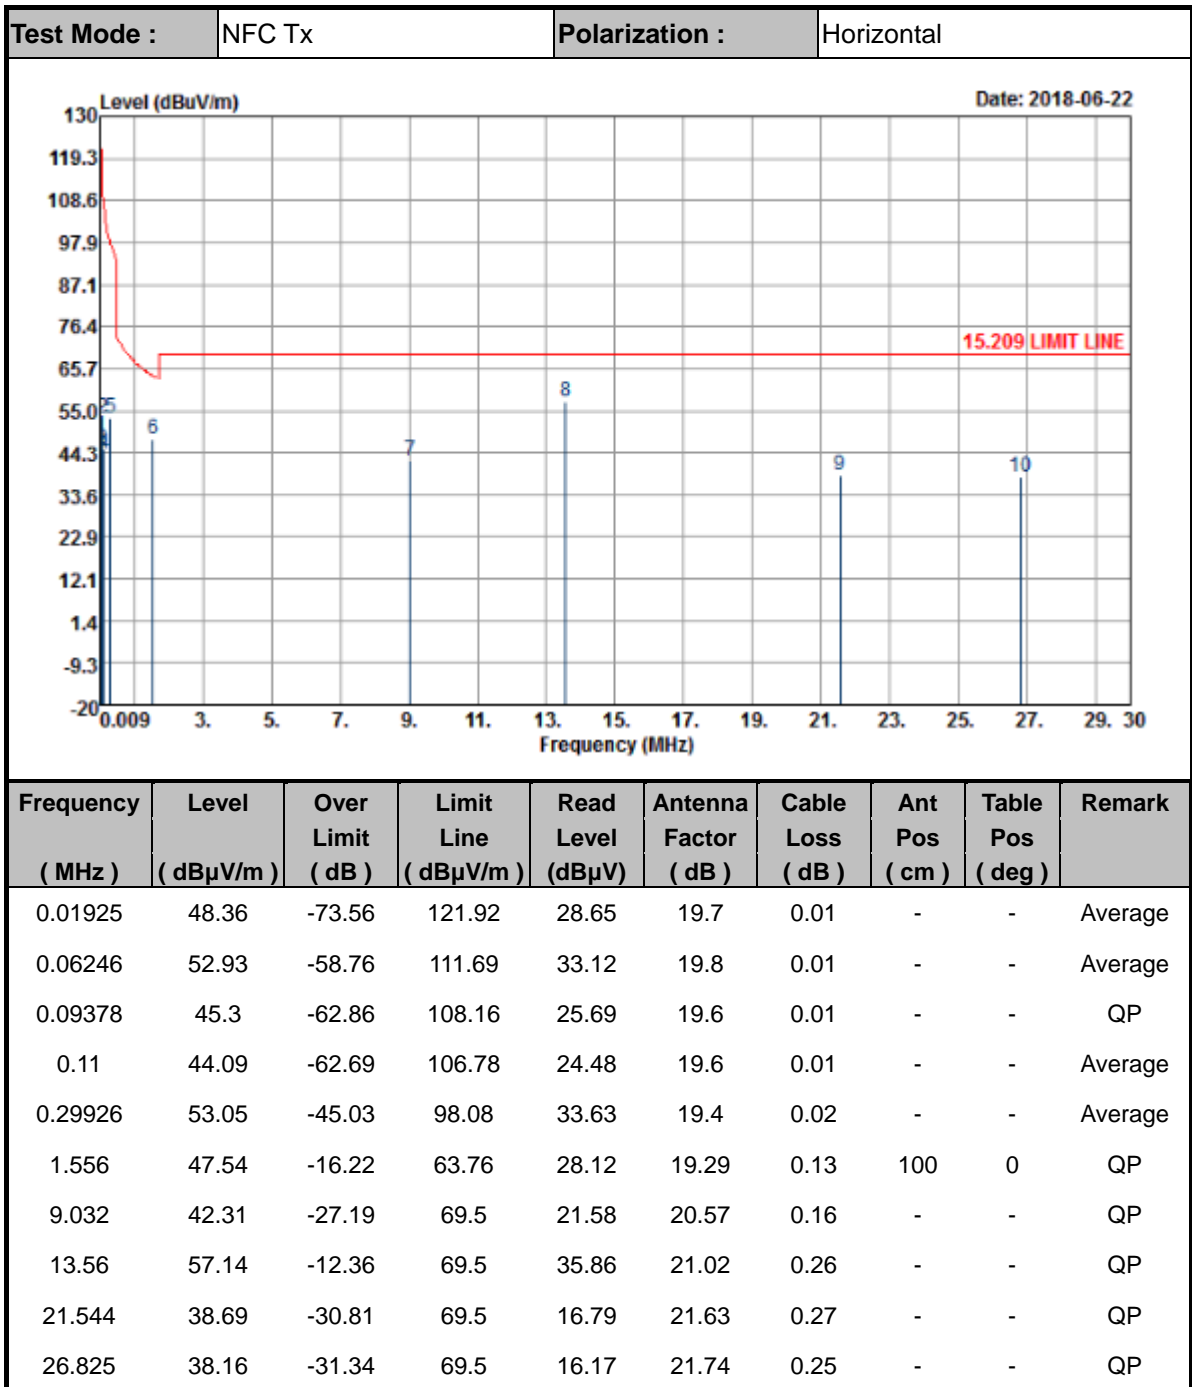 Test Mode : NFC Tx Polarization : Horizontal
Level (dBuV/m) Date: 2018-06-22
130
119.3
108.6
97.9
87.1
76.4
15.209 LIMIT LINE
65.7
8
55.0 5
6
44.3 7
9 10
33.6
22.9
12.1
1.4
-9.3
-20
0.009 3. 5. 7. 9. 11. 13. 15. 17. 19. 21. 23. 25. 27. 29. 30
Frequency (MHz)
Frequency Level Over Limit Read Antenna Cable Ant Table Remark
Limit Line Level Factor Loss Pos Pos
( MHz ) ( dBµV/m ) ( dB ) ( dBµV/m ) (dBµV) ( dB ) ( dB ) ( cm ) ( deg )
0.01925 48.36 -73.56 121.92 28.65 19.7 0.01 - - Average
0.06246 52.93 -58.76 111.69 33.12 19.8 0.01 - - Average
0.09378 45.3 -62.86 108.16 25.69 19.6 0.01 - - QP
0.11 44.09 -62.69 106.78 24.48 19.6 0.01 - - Average
0.29926 53.05 -45.03 98.08 33.63 19.4 0.02 - - Average
1.556 47.54 -16.22 63.76 28.12 19.29 0.13 100 0 QP
9.032 42.31 -27.19 69.5 21.58 20.57 0.16 - - QP
13.56 57.14 -12.36 69.5 35.86 21.02 0.26 - - QP
21.544 38.69 -30.81 69.5 16.79 21.63 0.27 - - QP
26.825 38.16 -31.34 69.5 16.17 21.74 0.25 - - QP